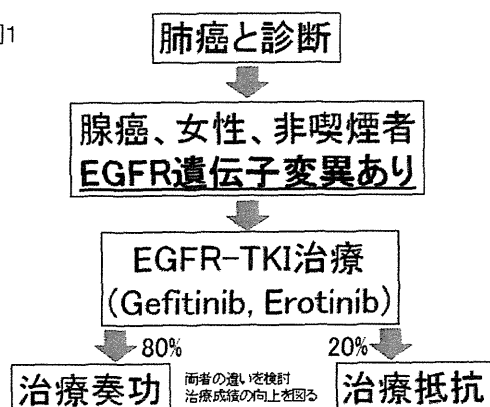 図1
肺癌と診断
腺癌、女性、非喫煙者
EGFR遺伝子変異あり
EGFR-TKI治療
(Gefitinib, Erotinib)
80%
20%
治療奏功
両者の違いを検討
治療成績の向上を図る
治療抵抗